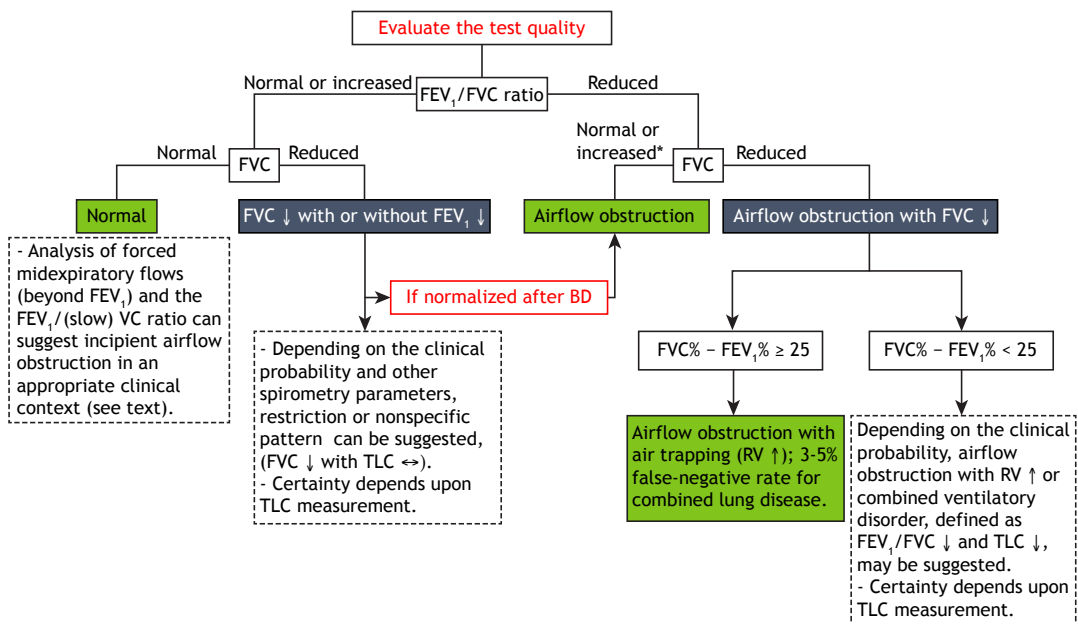 Evaluate the test quality
Normal or increased
Reduced
FEV₁/FVC ratio
Normal
FVC
Reduced
Normal or
increased*
FVC
Reduced
Normal
FVC ↓ with or without FEV₁ ↓
Airflow obstruction
Airflow obstruction with FVC ↓
- Analysis of forced
midexpiratory flows
(beyond FEV₁) and the
FEV₁/(slow) VC ratio can
suggest incipient airflow
obstruction in an
appropriate clinical
context (see text).
If normalized after BD
- Depending on the clinical
probability and other
spirometry parameters,
restriction or nonspecific
pattern can be suggested,
(FVC ↓ with TLC ↔).
- Certainty depends upon
TLC measurement.
FVC% – FEV₁% ≥ 25
FVC% – FEV₁% < 25
Airflow obstruction with
air trapping (RV ↑); 3-5%
false-negative rate for
combined lung disease.
Depending on the clinical
probability, airflow
obstruction with RV ↑ or
combined ventilatory
disorder, defined as
FEV₁/FVC ↓ and TLC ↓,
may be suggested.
- Certainty depends upon
TLC measurement.